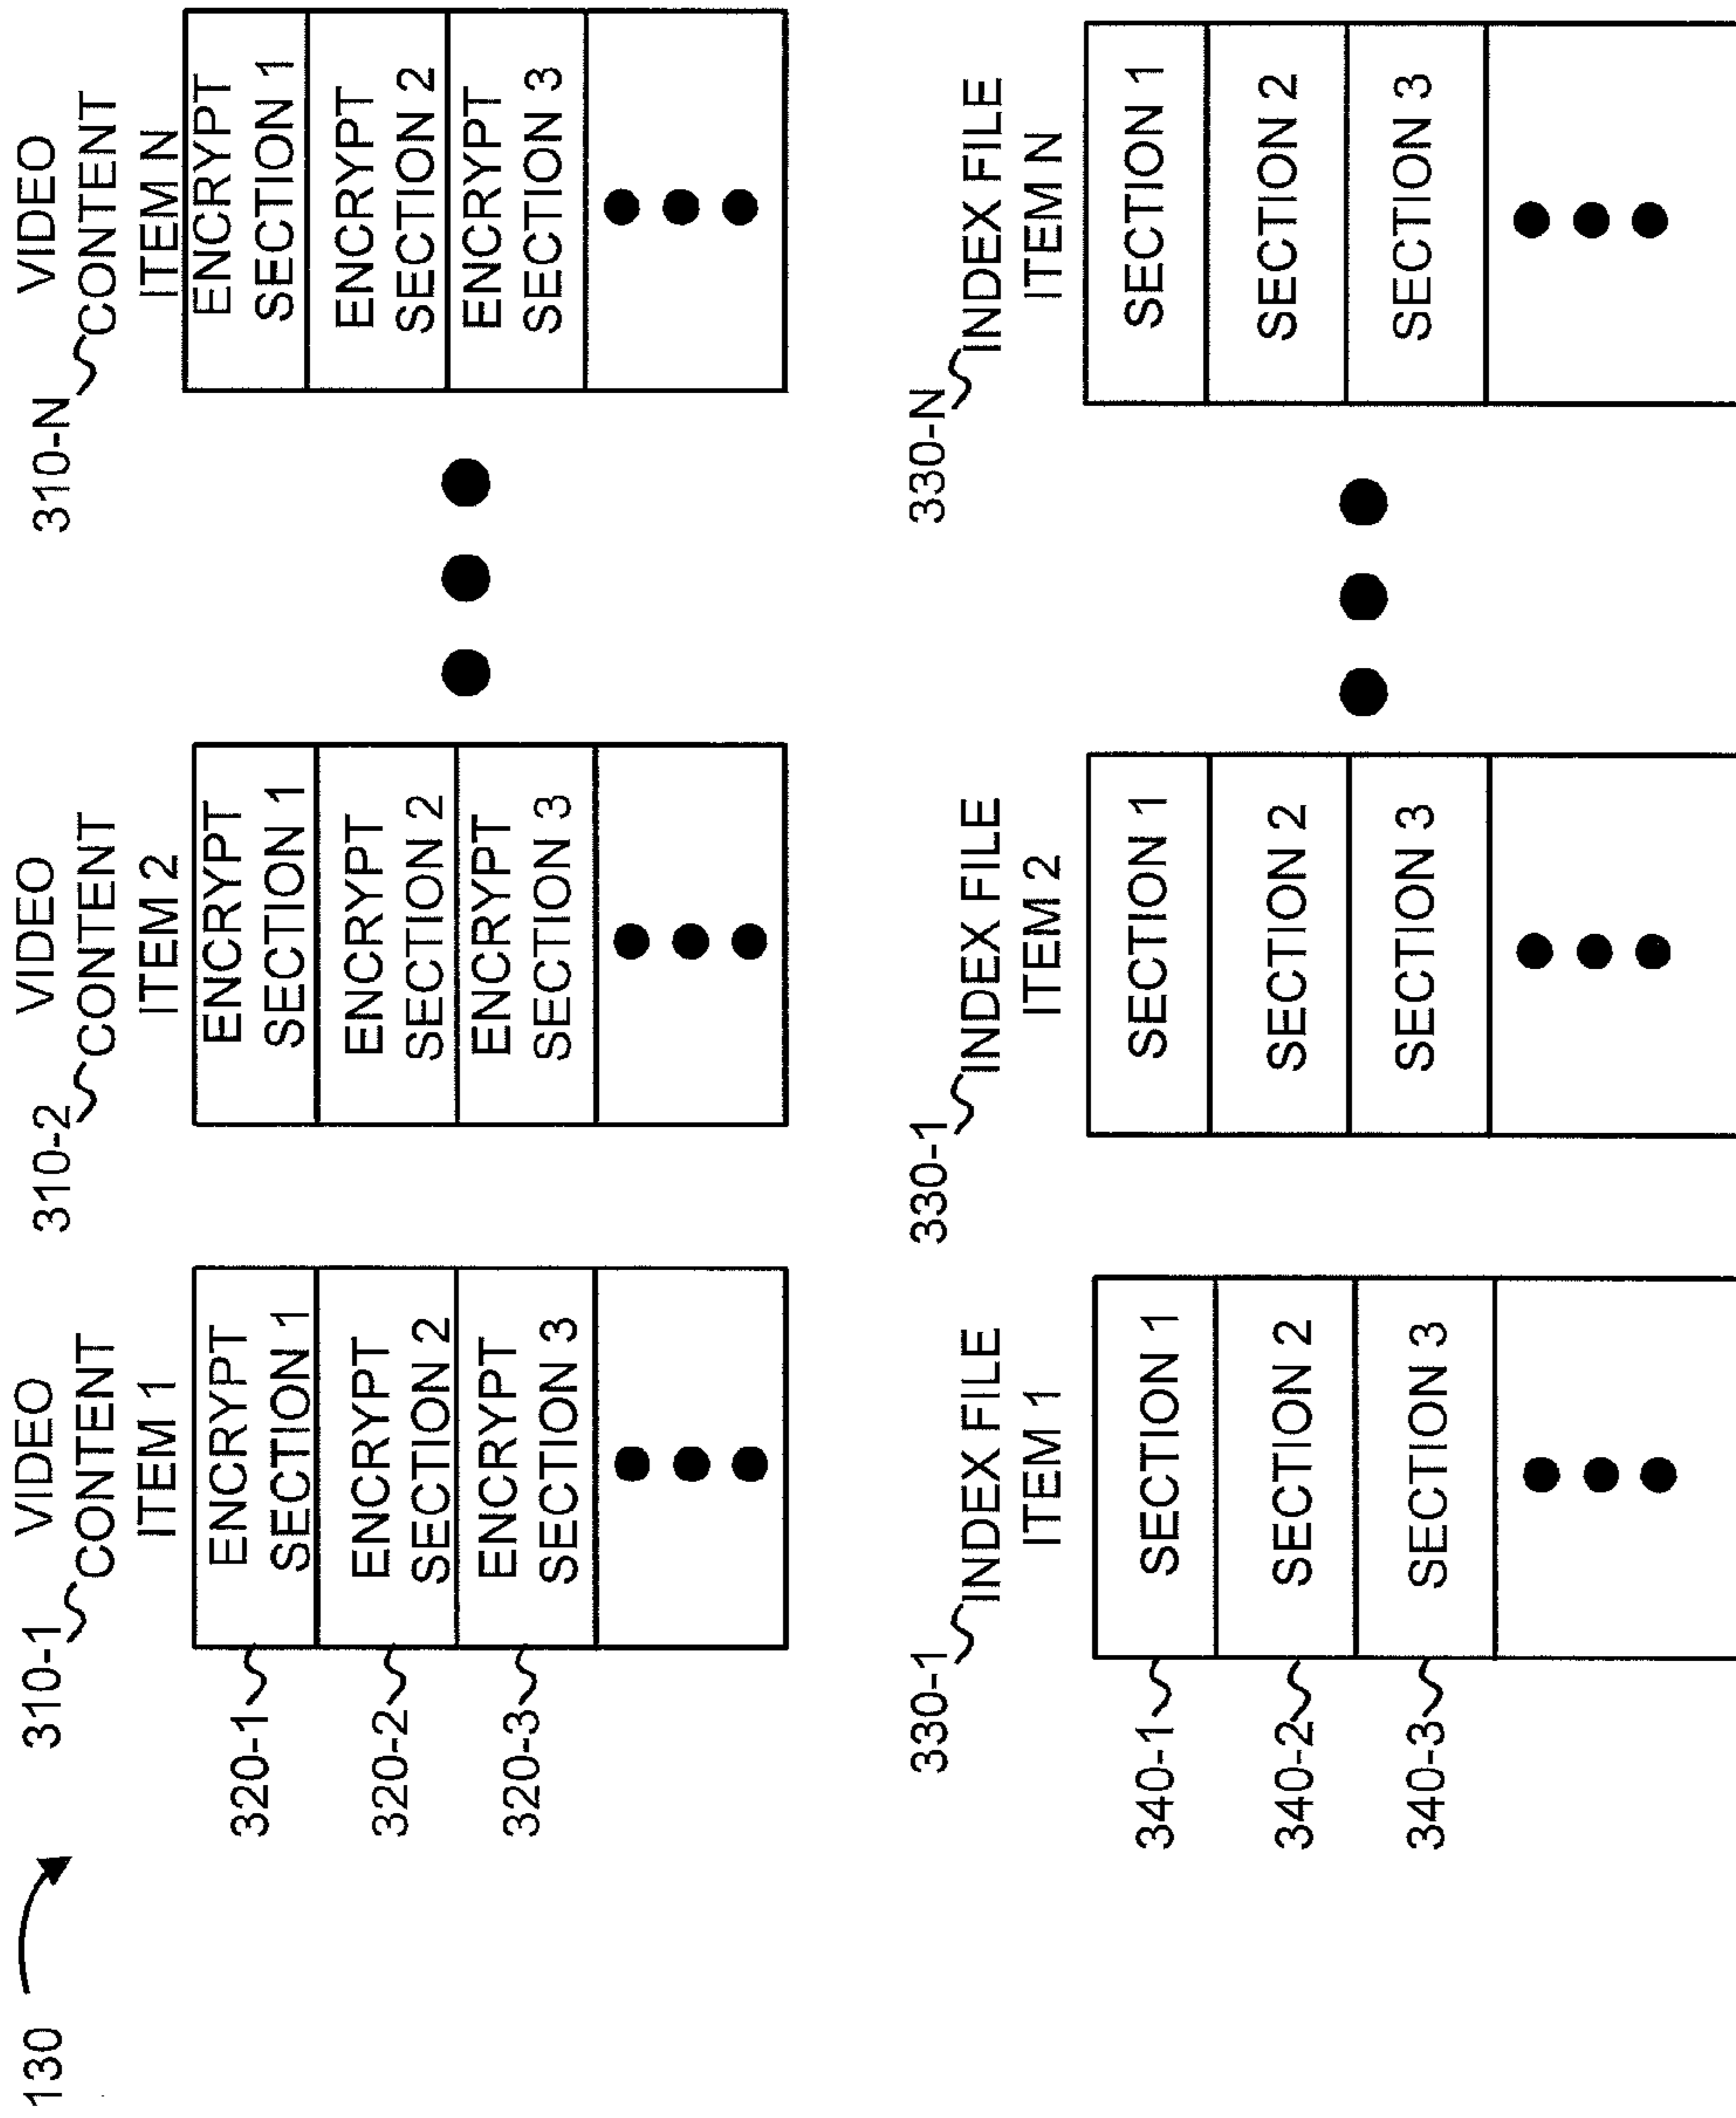 130
310-1
VIDEO
CONTENT
ITEM 1
320-1
ENCRYPT
SECTION 1
320-2
ENCRYPT
SECTION 2
320-3
ENCRYPT
SECTION 3
310-2
VIDEO
CONTENT
ITEM 2
ENCRYPT
SECTION 1
ENCRYPT
SECTION 2
ENCRYPT
SECTION 3
310-N
VIDEO
CONTENT
ITEM N
ENCRYPT
SECTION 1
ENCRYPT
SECTION 2
ENCRYPT
SECTION 3
330-1
INDEX FILE
ITEM 1
340-1
SECTION 1
340-2
SECTION 2
340-3
SECTION 3
330-1
INDEX FILE
ITEM 2
SECTION 1
SECTION 2
SECTION 3
330-N
INDEX FILE
ITEM N
SECTION 1
SECTION 2
SECTION 3